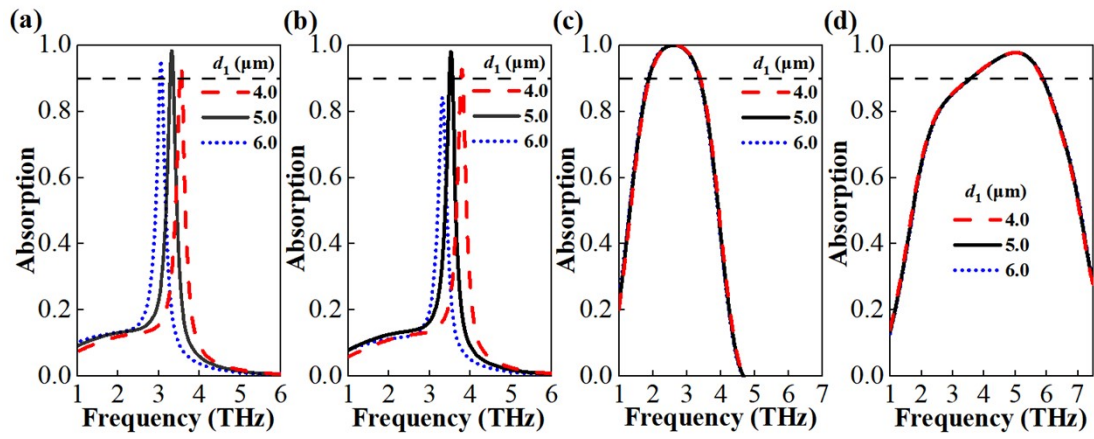 (a)
Absorption
1.0
0.8
0.6
0.4
0.2
0.0
d₁ (μm)
4.0
5.0
6.0
1 2 3 4 5 6
Frequency (THz)
(b)
Absorption
1.0
0.8
0.6
0.4
0.2
0.0
d₁ (μm)
4.0
5.0
6.0
1 2 3 4 5 6
Frequency (THz)
(c)
Absorption
1.0
0.8
0.6
0.4
0.2
0.0
d₁ (μm)
4.0
5.0
6.0
1 2 3 4 5 6 7
Frequency (THz)
(d)
Absorption
1.0
0.8
0.6
0.4
0.2
0.0
d₁ (μm)
4.0
5.0
6.0
1 2 3 4 5 6 7
Frequency (THz)